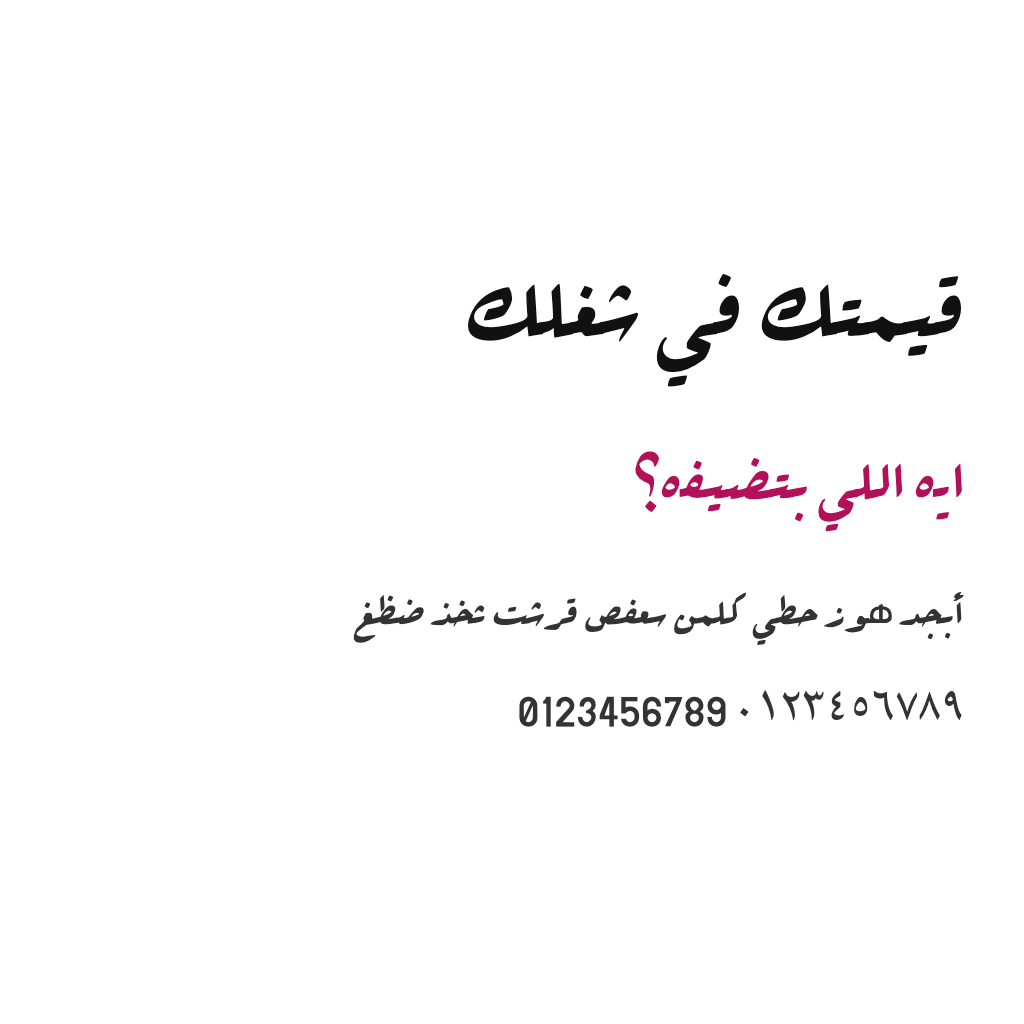 قيمتك في شغلك
ايه اللي بتضيفه؟
أبجد هوز حطي كلمن سعفص قرشت ثخذ ضظغ
٠١٢٣٤٥٦٧٨٩ 0123456789